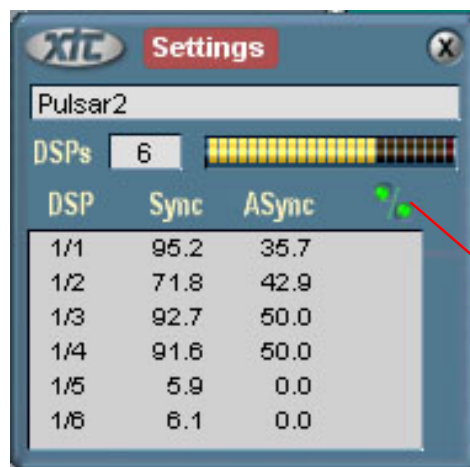 XITE Settings X
Pulsar2
DSPs 6
DSP Sync ASync %
1/1 95.2 35.7
1/2 71.8 42.9
1/3 92.7 50.0
1/4 91.6 50.0
1/5 5.9 0.0
1/6 6.1 0.0